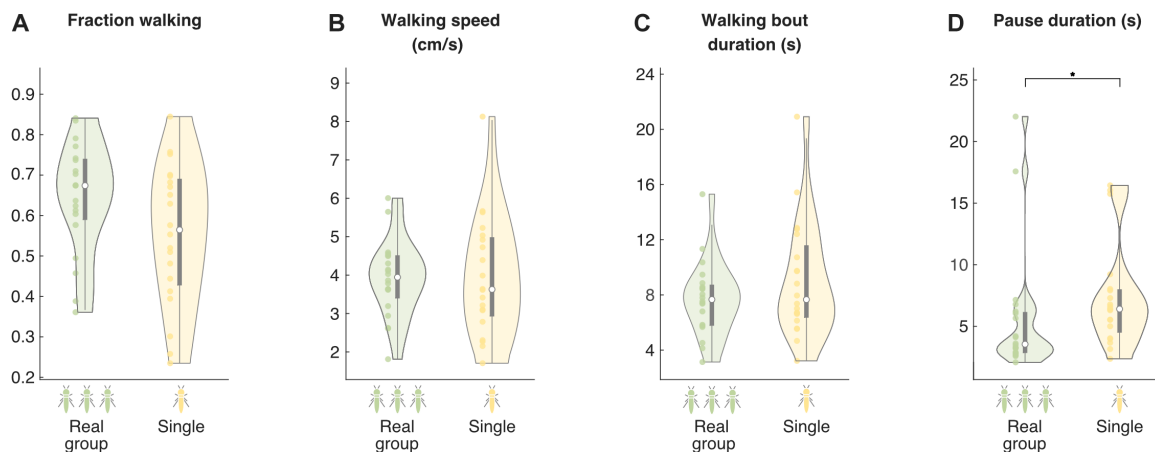 A Fraction walking
0.9
0.8
0.7
0.6
0.5
0.4
0.3
0.2
Real
group
Single
B Walking speed
(cm/s)
9
8
7
6
5
4
3
2
Real
group
Single
C Walking bout
duration (s)
24
20
16
12
8
4
Real
group
Single
D Pause duration (s)
25
20
15
10
5
*
Real
group
Single